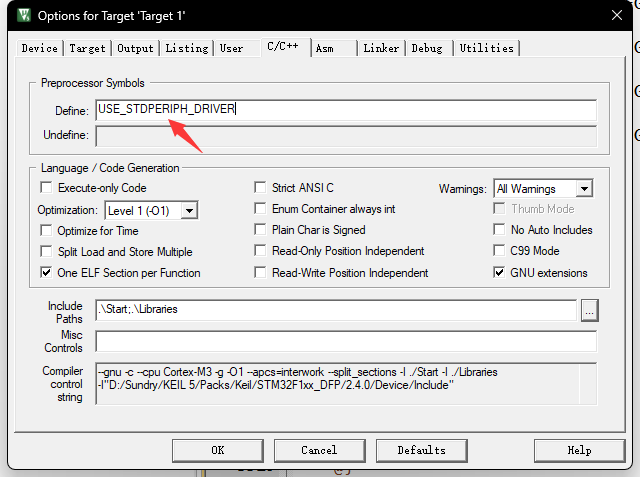 Options for Target 'Target 1'
Device Target Output Listing User C/C++ Asm Linker Debug Utilities
Preprocessor Symbols
Define: USE_STDPERIPH_DRIVER
Undefine:
Language / Code Generation
Execute-only Code Strict ANSI C Warnings: All Warnings
Optimization: Level 1 (-O1) Enum Container always int Thumb Mode
Optimize for Time Plain Char is Signed No Auto Includes
Split Load and Store Multiple Read-Only Position Independent C99 Mode
One ELF Section per Function Read-Write Position Independent GNU extensions
Include Paths .\Start;.\Libraries ...
Misc Controls
Compiler control string --gnu -c --cpu Cortex-M3 -g -O1 --apcs=interwork --split_sections -I ./Start -I ./Libraries
-I"D:/Sundry/KEIL 5/Packs/Keil/STM32F1xx_DFP/2.4.0/Device/Include"
OK Cancel Defaults Help